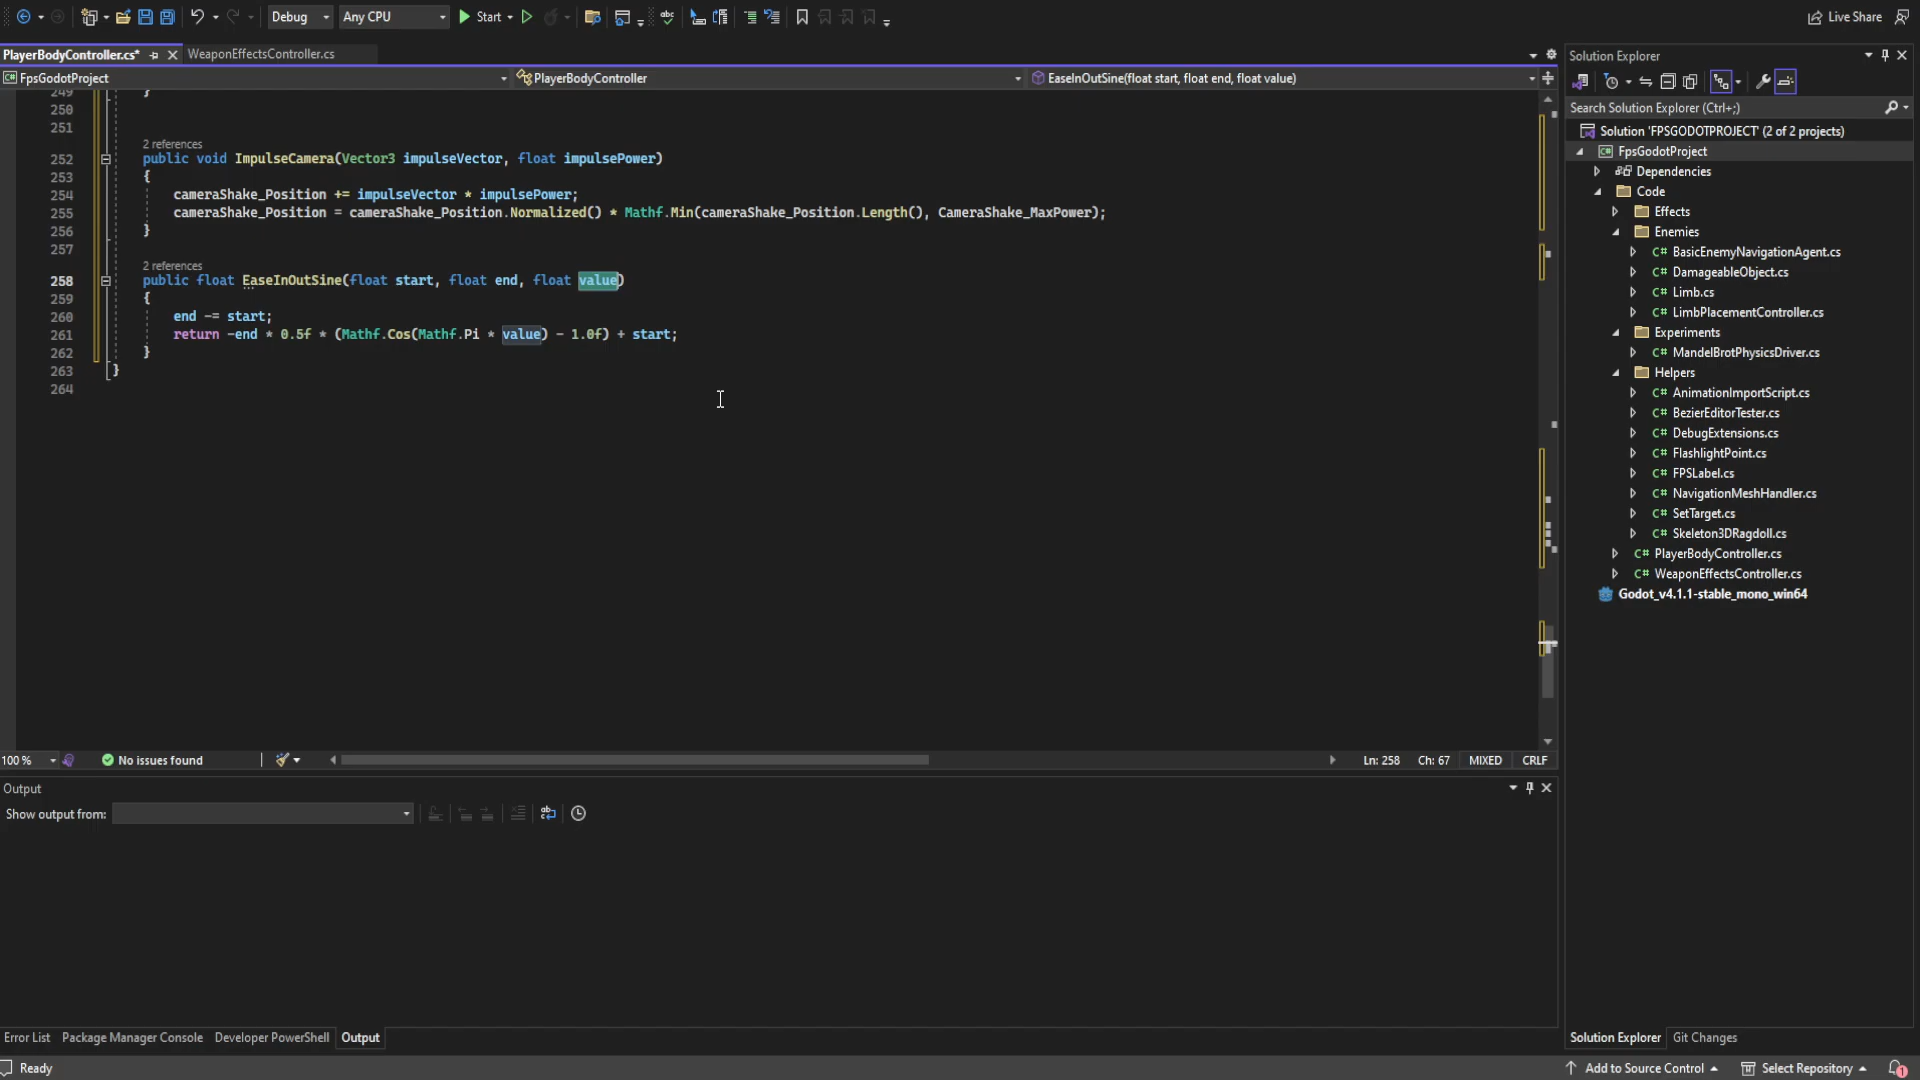 Debug
Any CPU
Start
Live Share
PlayerBodyController.cs*
WeaponEffectsController.cs
FpsGodotProject
PlayerBodyController
EaseInOutSine(float start, float end, float value)
249 }
250
251
2 references
252 public void ImpulseCamera(Vector3 impulseVector, float impulsePower)
253 {
254 cameraShake_Position += impulseVector * impulsePower;
255 cameraShake_Position = cameraShake_Position.Normalized() * Mathf.Min(cameraShake_Position.Length(), CameraShake_MaxPower);
256 }
257
2 references
258 public float EaseInOutSine(float start, float end, float value)
259 {
260 end -= start;
261 return -end * 0.5f * (Mathf.Cos(Mathf.Pi * value) - 1.0f) + start;
262 }
263 }
264
100 %
No issues found
Ln: 258 Ch: 67 MIXED CRLF
Output
Show output from:
Error List Package Manager Console Developer PowerShell Output
Solution Explorer
Search Solution Explorer (Ctrl+;)
Solution 'FPSGODOTPROJECT' (2 of 2 projects)
FpsGodotProject
Dependencies
Code
Effects
Enemies
C# BasicEnemyNavigationAgent.cs
C# DamageableObject.cs
C# Limb.cs
C# LimbPlacementController.cs
Experiments
C# MandelBrotPhysicsDriver.cs
Helpers
C# AnimationImportScript.cs
C# BezierEditorTester.cs
C# DebugExtensions.cs
C# FlashlightPoint.cs
C# FPSLabel.cs
C# NavigationMeshHandler.cs
C# SetTarget.cs
C# Skeleton3DRagdoll.cs
C# PlayerBodyController.cs
C# WeaponEffectsController.cs
Godot_v4.1.1-stable_mono_win64
Solution Explorer Git Changes
Ready
Add to Source Control
Select Repository
1